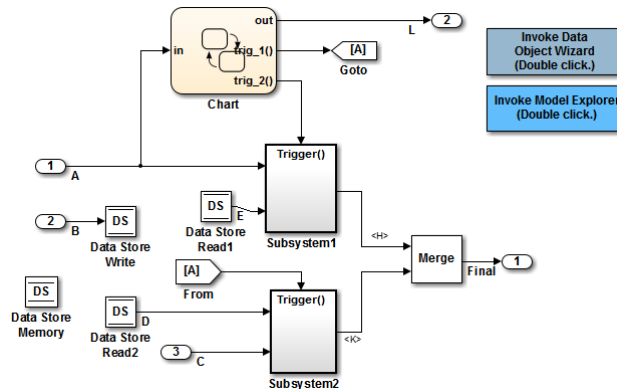 out
2
L
in
trig_1()
[A]
Goto
trig_2()
Chart
Invoke Data
Object Wizard
(Double click.)
Invoke Model Explorer
(Double click.)
1
A
Trigger()
2
B
DS
Data Store
Write
DS
E
Data Store
Read1
Subsystem1
<H>
Merge
Final
1
[A]
From
DS
Data Store
Memory
DS
D
Data Store
Read2
3
C
Trigger()
<K>
Subsystem2